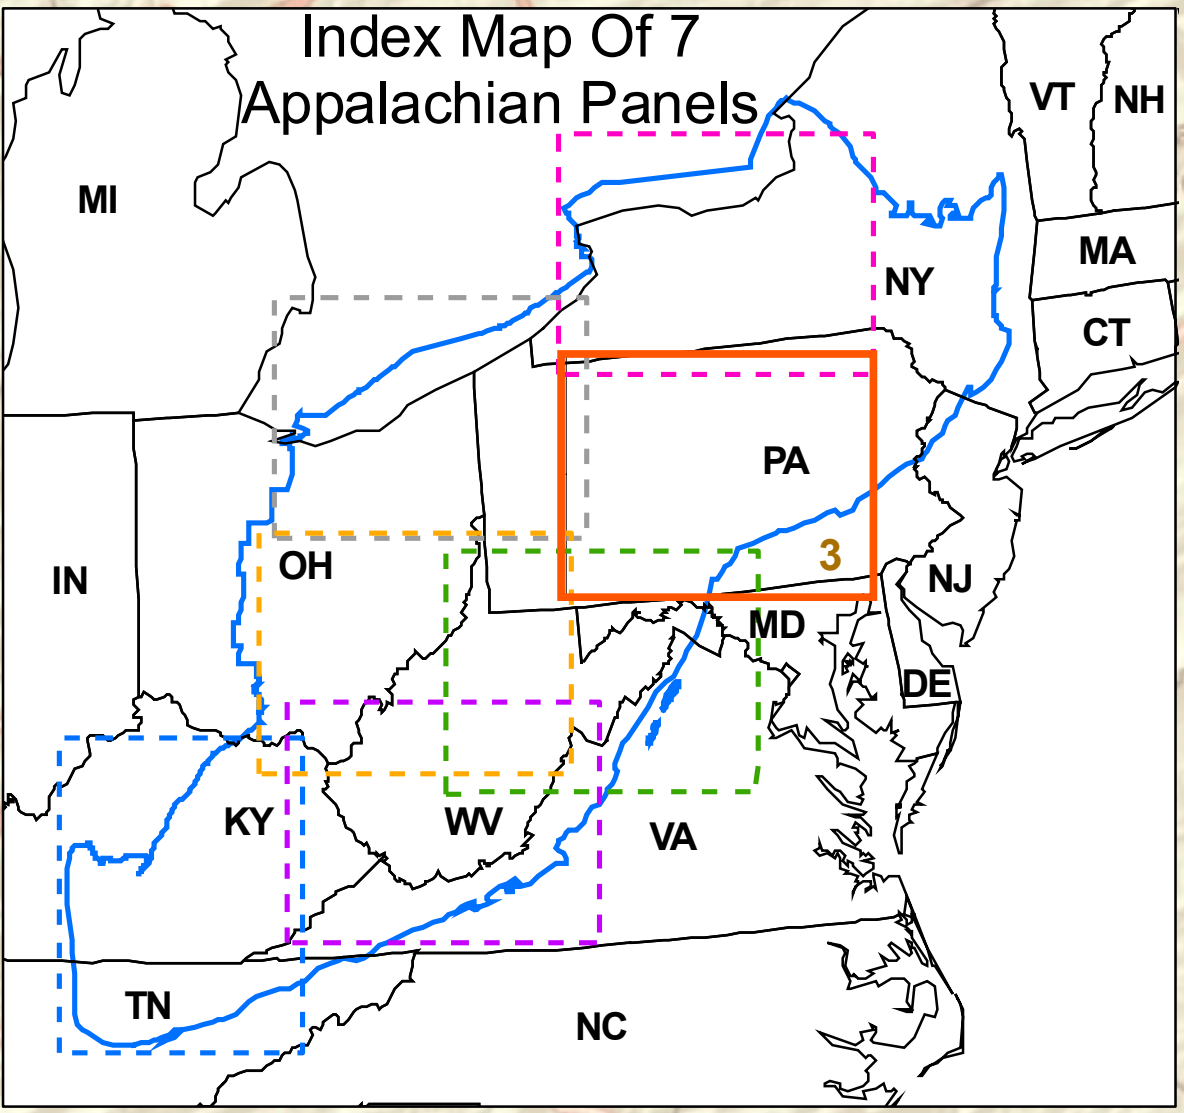 Index Map Of 7
Appalachian Panels
VT
NH
MI
MA
NY
CT
PA
3
OH
IN
NJ
MD
DE
KY
WV
VA
TN
NC